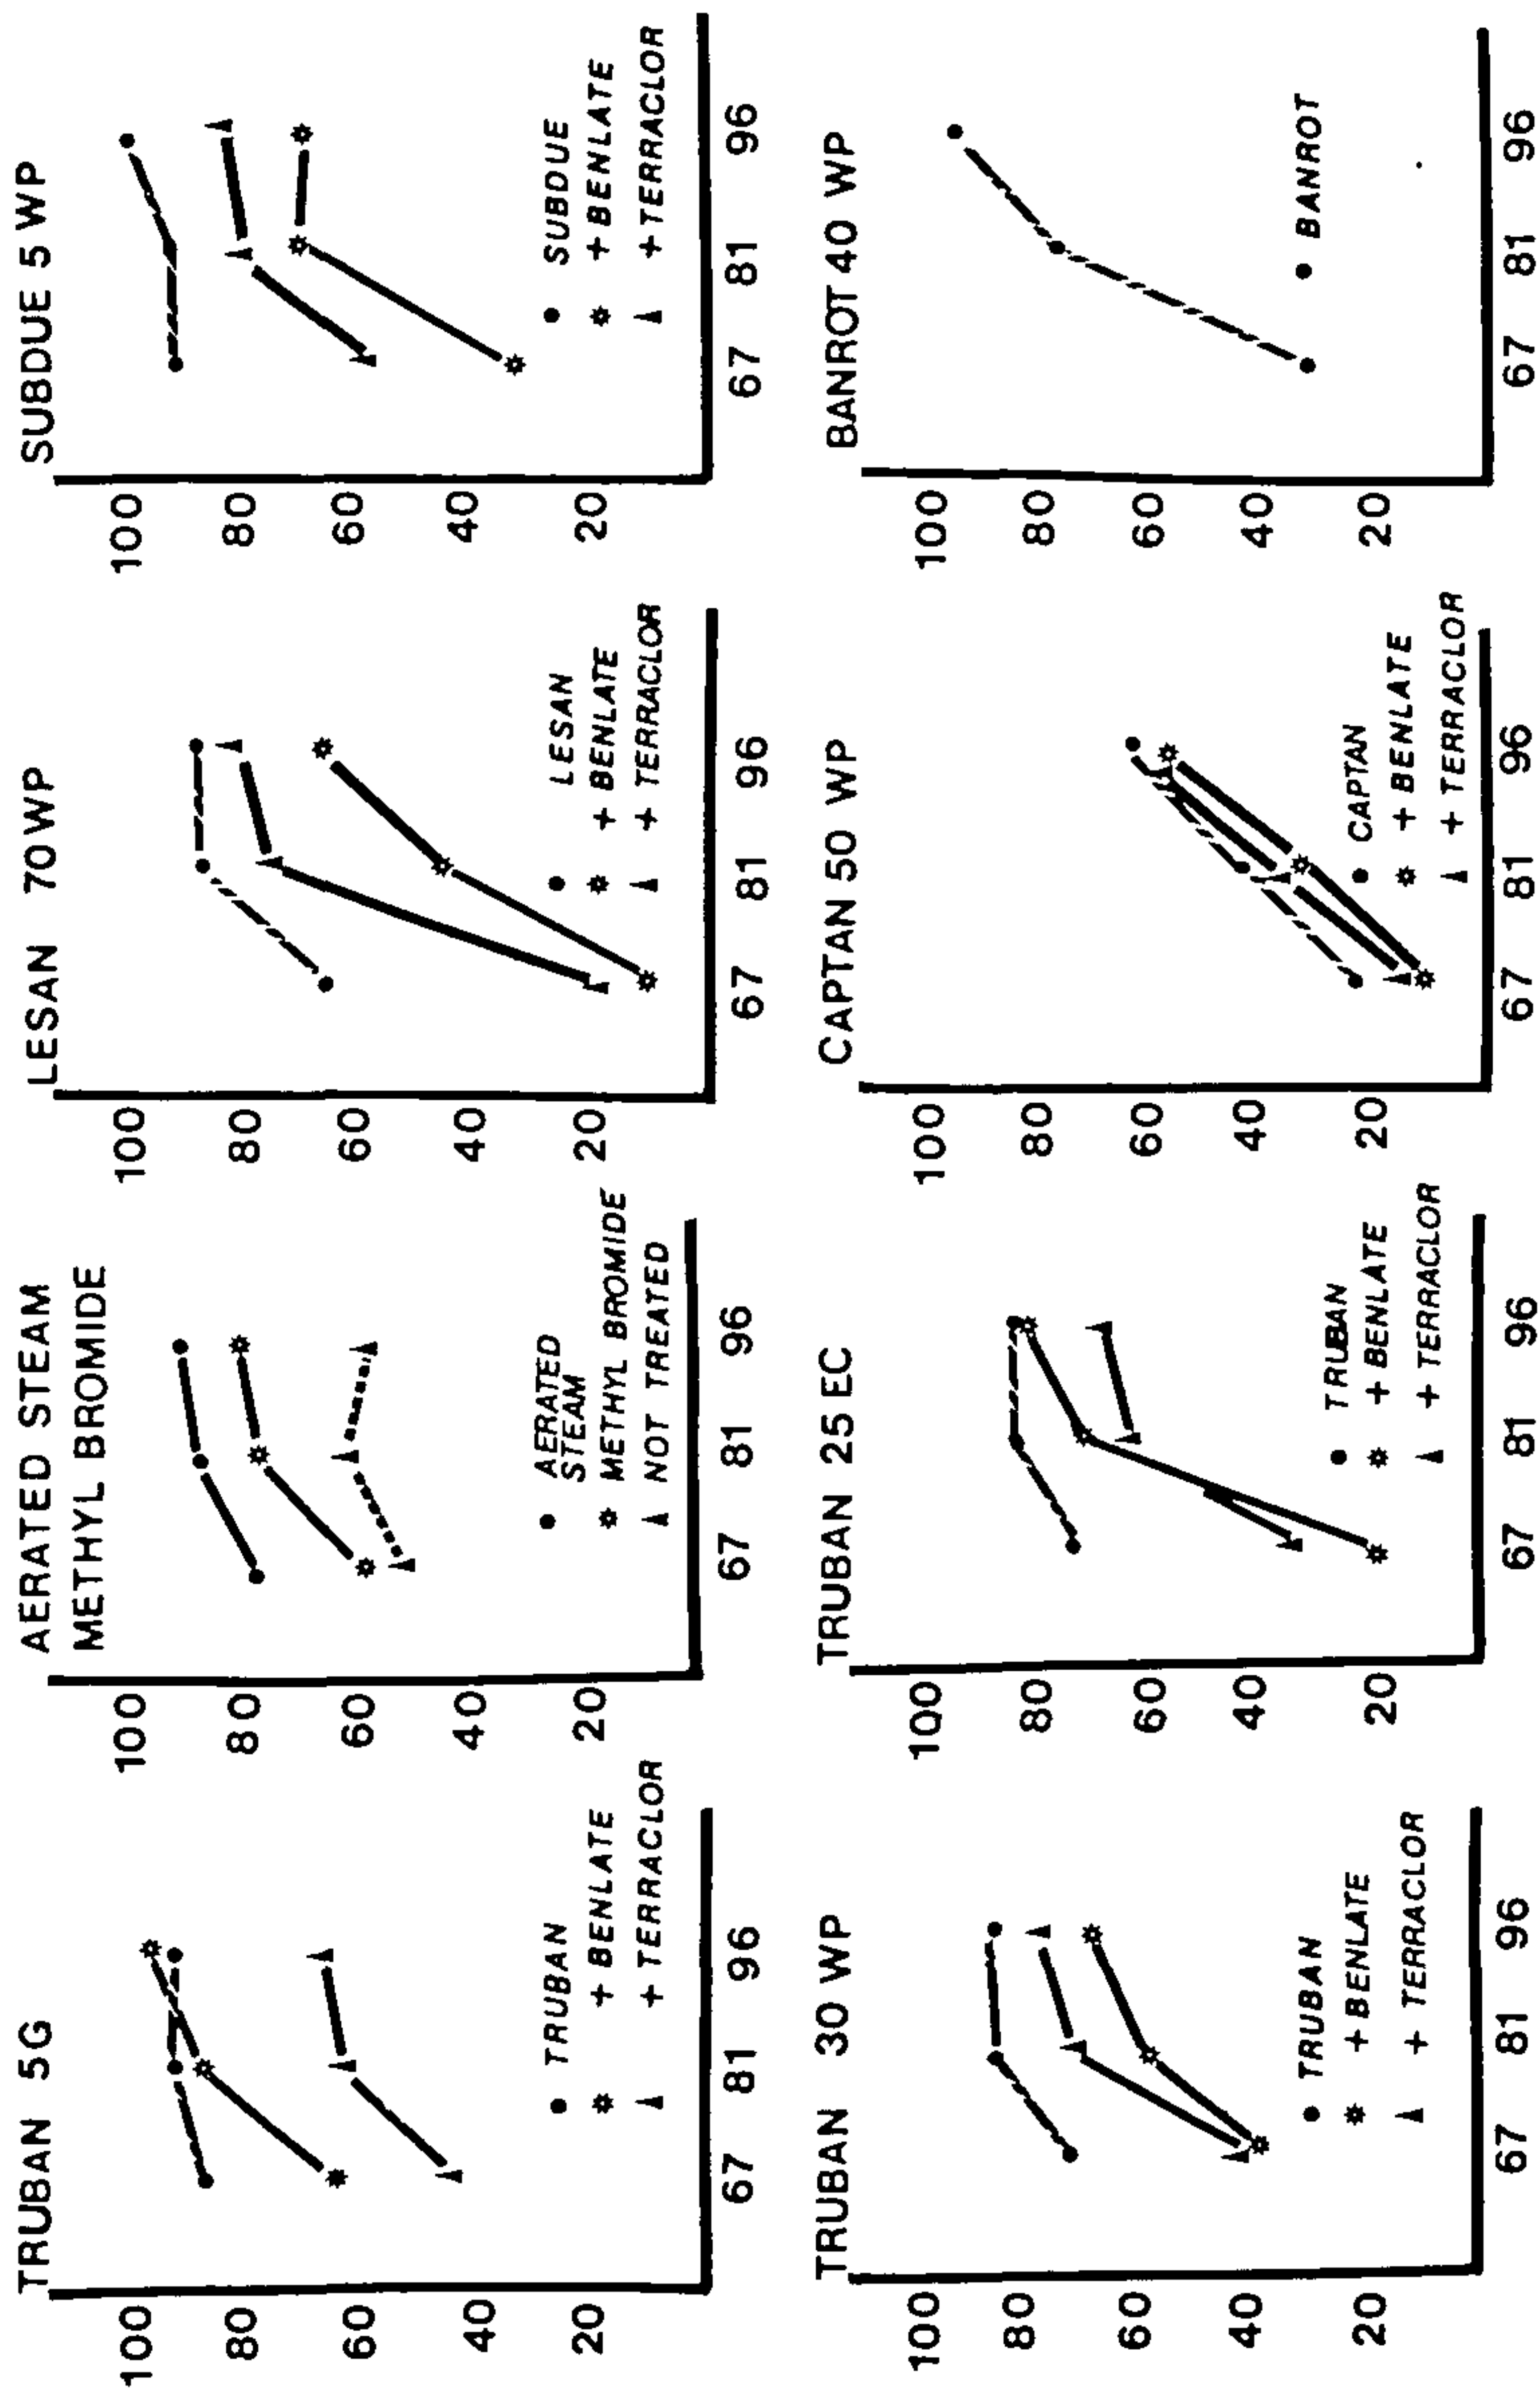 TRUBAN 5G
100
80
60
40
20
● TRUBAN
✡ + BENLATE
▲ + TERRACLOR
67 81 96
AERATED STEAM
METHYL BROMIDE
100
80
60
40
20
● AERATED
STEAM
✡ METHYL BROMIDE
▲ NOT TREATED
67 81 96
LESAN 70WP
100
80
60
40
20
● LESAN
✡ + BENLATE
▲ + TERRACLOR
67 81 96
SUBDUE 5 WP
100
80
60
40
20
● SUBDUE
✡ +BENLATE
▲ +TERRACLOR
67 81 96
TRUBAN 30 WP
100
80
60
40
20
● TRUBAN
✡ +BENLATE
▲ + TERRACLOR
67 81 96
TRUBAN 25 EC
100
80
60
40
20
● TRUBAN
✡ +BENLATE
▲ + TERRACLOR
67 81 96
CAPTAN 50 WP
100
80
60
40
20
● CAPTAN
✡ + BENLATE
▲ + TERRACLOR
67 81 96
BANROT 40 WP
100
80
60
40
20
● BANROT
67 81 96